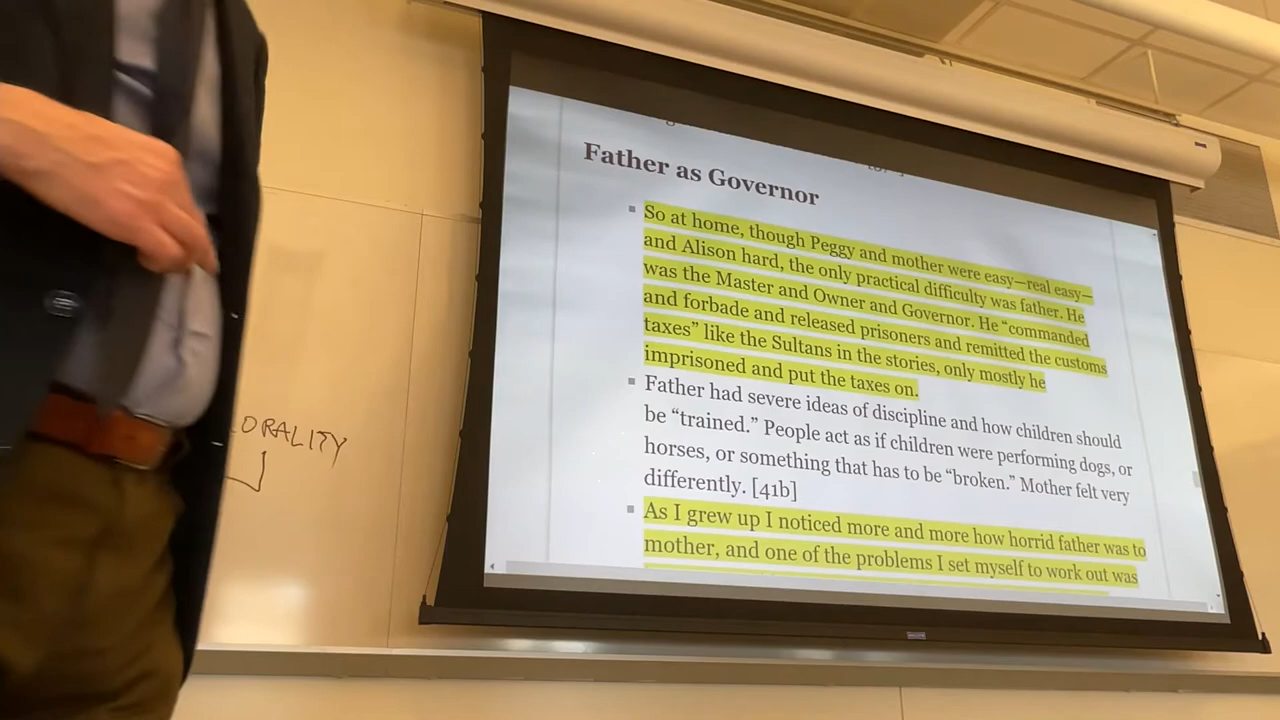 Father as Governor
So at home, though Peggy and mother were easy—real easy—
and Alison hard, the only practical difficulty was father. He
was the Master and Owner and Governor. He “commanded
and forbade and released prisoners and remitted the customs
taxes” like the Sultans in the stories, only mostly he
imprisoned and put the taxes on.
Father had severe ideas of discipline and how children should
be “trained.” People act as if children were performing dogs, or
horses, or something that has to be “broken.” Mother felt very
differently. [41b]
As I grew up I noticed more and more how horrid father was to
mother, and one of the problems I set myself to work out was
ORALITY